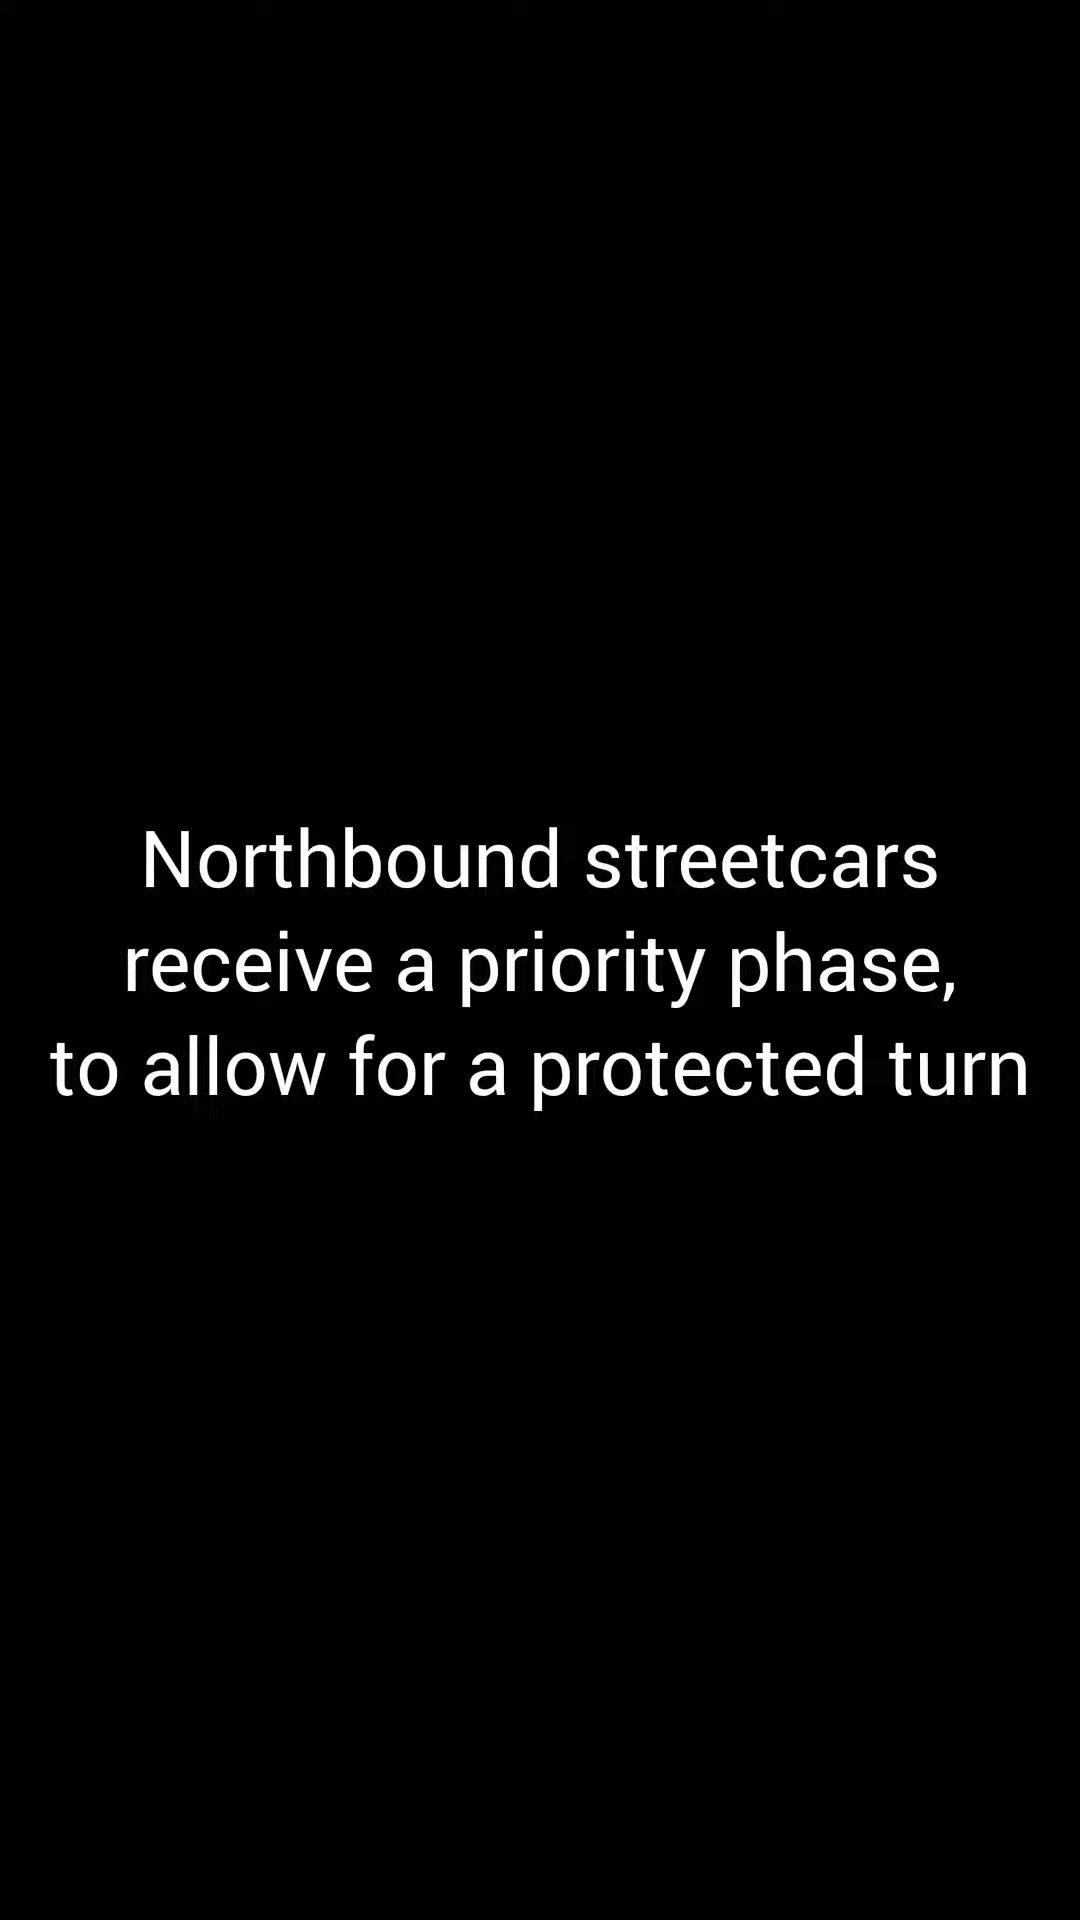 Northbound streetcars
receive a priority phase,
to allow for a protected turn